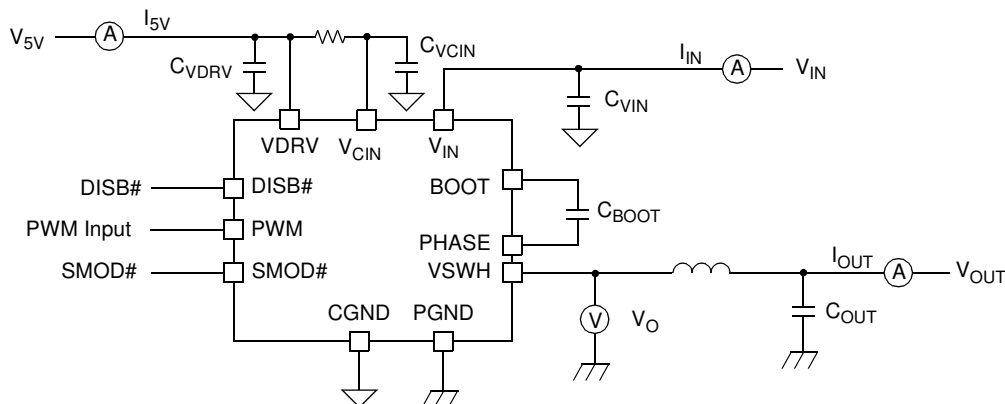 I5V
V5V
A
CVDRV
CVCIN
IIN
A
VIN
CVIN
VDRV
VCIN
VIN
DISB#
DISB#
BOOT
CBOOT
PWM Input
PWM
PHASE
SMOD#
SMOD#
VSWH
IOUT
A
VOUT
CGND
PGND
V
VO
COUT